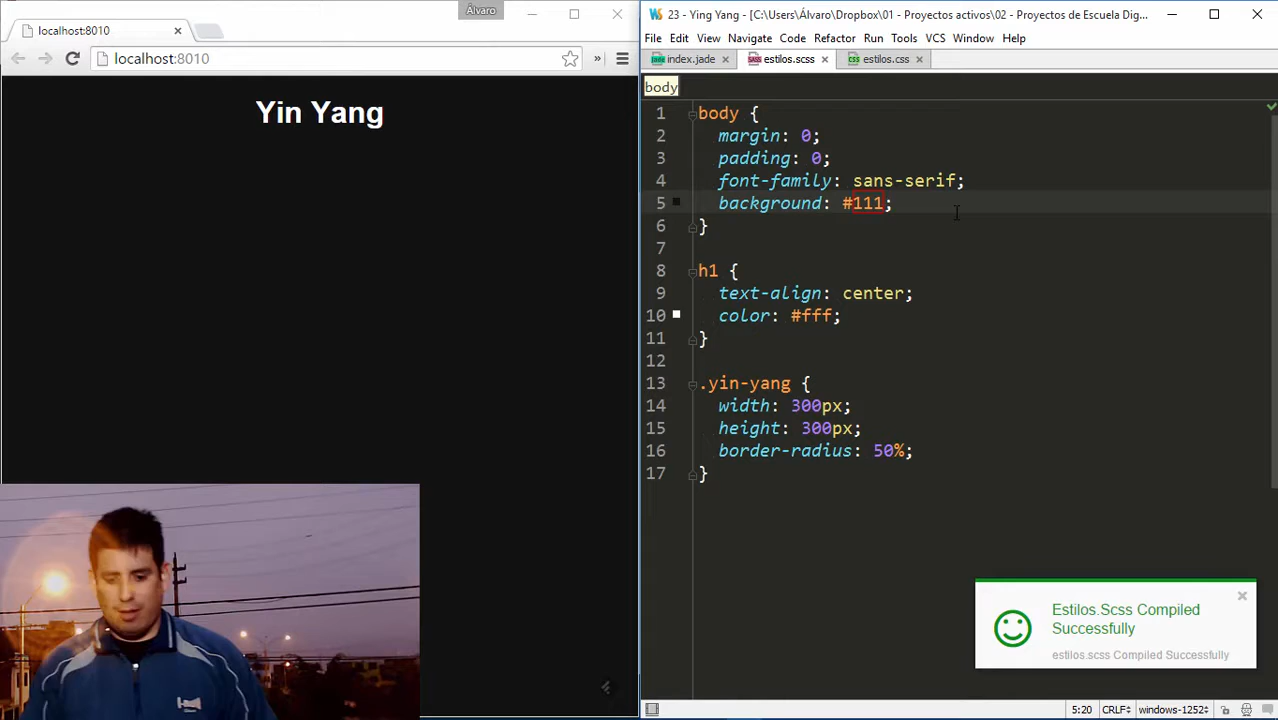 Álvaro
localhost:8010
localhost:8010
»
Yin Yang
23 - Ying Yang - [C:\Users\Álvaro\Dropbox\01 - Proyectos activos\02 - Proyectos de Escuela Dig...
File Edit View Navigate Code Refactor Run Tools VCS Window Help
index.jade estilos.scss estilos.css
body
1 body {
2 margin: 0;
3 padding: 0;
4 font-family: sans-serif;
5 background: #111;
6 }
7
8 h1 {
9 text-align: center;
10 color: #fff;
11 }
12
13 .yin-yang {
14 width: 300px;
15 height: 300px;
16 border-radius: 50%;
17 }
Estilos.Scss Compiled
Successfully
estilos.scss Compiled Successfully
5:20 CRLF÷ windows-1252÷